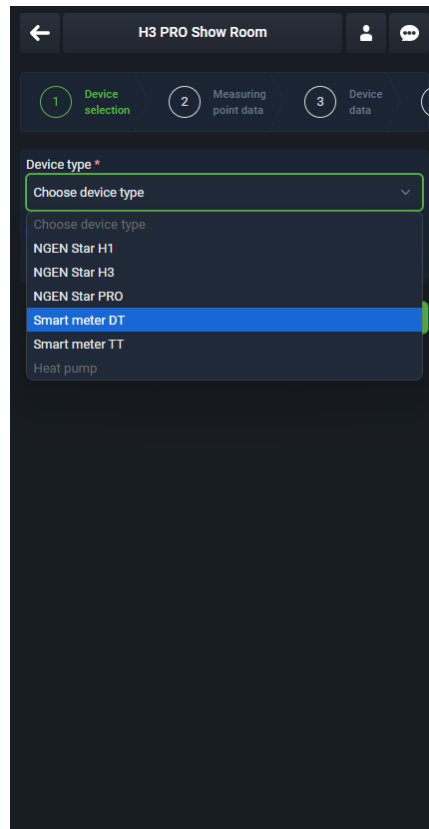 H3 PRO Show Room
1 Device selection
2 Measuring point data
3 Device data
Device type *
Choose device type
Choose device type
NGEN Star H1
NGEN Star H3
NGEN Star PRO
Smart meter DT
Smart meter TT
Heat pump